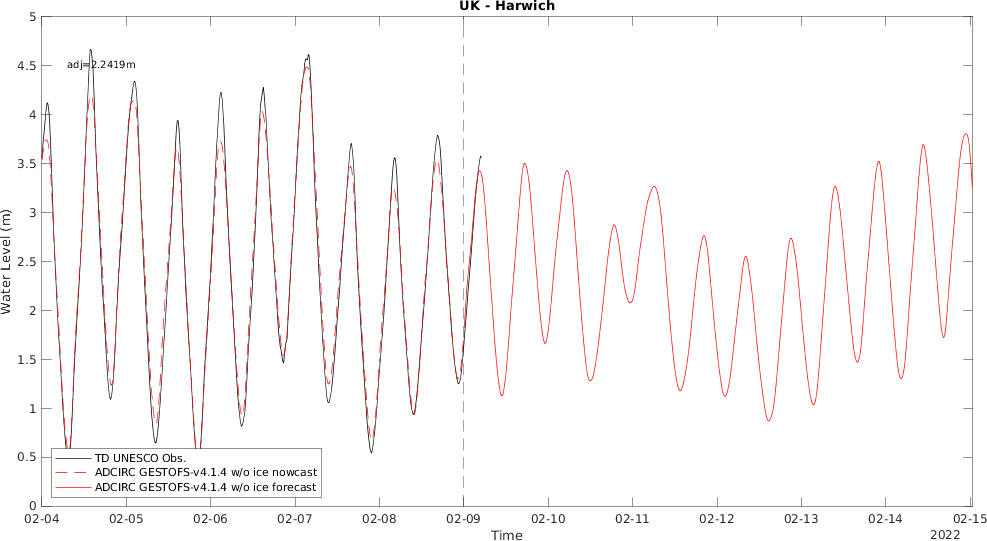 UK - Harwich
adj=2.2419m
Water Level (m)
5
4.5
4
3.5
3
2.5
2
1.5
1
0.5
0
TD UNESCO Obs.
ADCIRC GESTOFS-v4.1.4 w/o ice nowcast
ADCIRC GESTOFS-v4.1.4 w/o ice forecast
02-04 02-05 02-06 02-07 02-08 02-09 02-10 02-11 02-12 02-13 02-14 02-15
Time
2022